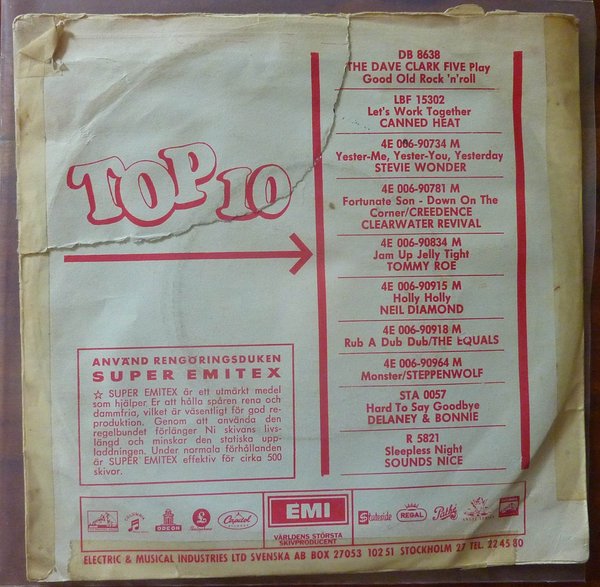 TOP 10
DB 8638
THE DAVE CLARK FIVE Play
Good Old Rock 'n'roll
LBF 15302
Let's Work Together
CANNED HEAT
4E 006-90734 M
Yester-Me, Yester-You, Yesterday
STEVIE WONDER
4E 006-90781 M
Fortunate Son - Down On The
Corner/CREEDENCE
CLEARWATER REVIVAL
4E 006-90834 M
Jam Up Jelly Tight
TOMMY ROE
4E 006-90915 M
Holly Holly
NEIL DIAMOND
4E 006-90918 M
Rub A Dub Dub/THE EQUALS
4E 006-90964 M
Monster/STEPPENWOLF
STA 0057
Hard To Say Goodbye
DELANEY & BONNIE
R 5821
Sleepless Night
SOUNDS NICE
ANVÄND RENGÖRINGSDUKEN
SUPER EMITEX
☆ SUPER EMITEX är ett utmärkt medel
som hjälper Er att hålla spåren rena och
dammfria, vilket är väsentligt för god re-
produktion. Genom att använda den
regelbundet förlänger Ni skivans livs-
längd och minskar den statiska upp-
laddningen. Under normala förhållanden
är SUPER EMITEX effektiv för cirka 500
skivor.
COLUMBIA
ODEON
Parlophone
Capitol
EMI
VÄRLDENS STÖRSTA
SKIVPRODUCENT
Stateside
REGAL
Pathé
ELECTRIC & MUSICAL INDUSTRIES LTD SVENSKA AB BOX 27053 102 51 STOCKHOLM 27 TEL. 22 45 80